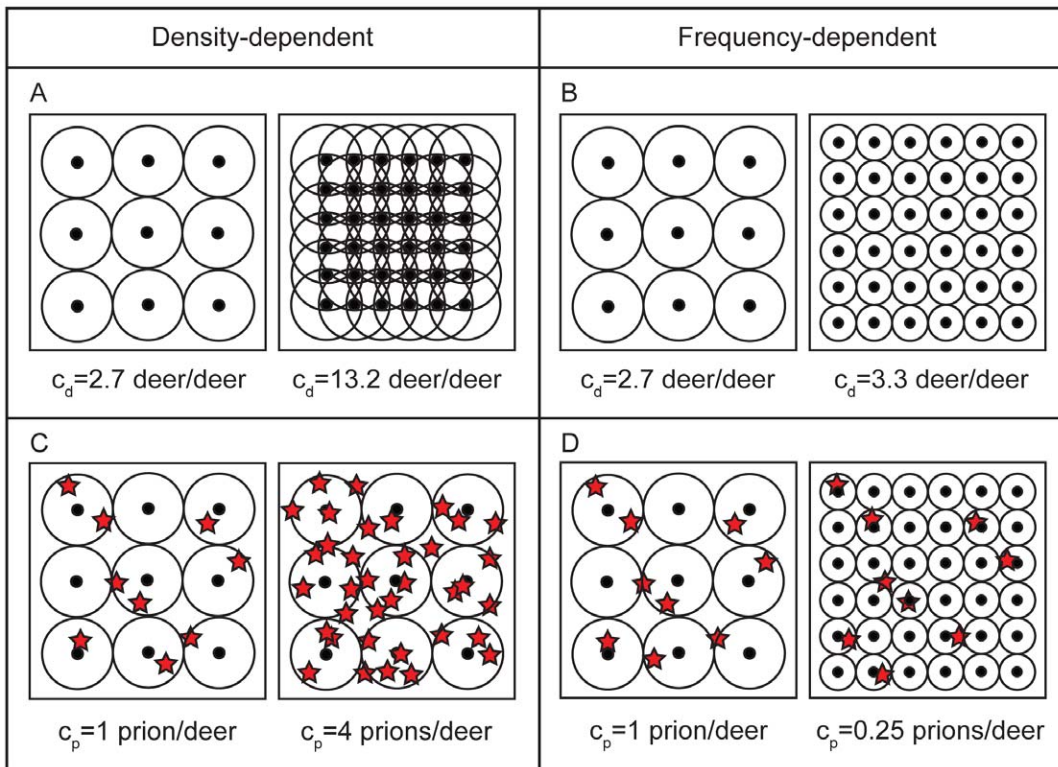 Density-dependent
Frequency-dependent
A
B
c_d=2.7 deer/deer
c_d=13.2 deer/deer
c_d=2.7 deer/deer
c_d=3.3 deer/deer
C
D
c_p=1 prion/deer
c_p=4 prions/deer
c_p=1 prion/deer
c_p=0.25 prions/deer